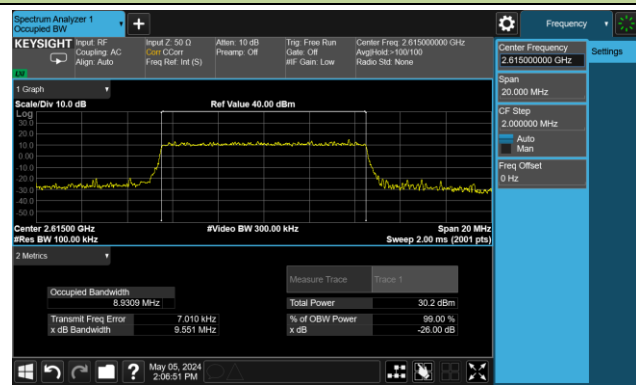 Spectrum Analyzer 1
Occupied BW
Frequency
KEYSIGHT
Input: RF
Coupling: AC
Align: Auto
Input Z: 50 Ω
Corr CCorr
Freq Ref: Int (S)
Atten: 10 dB
Preamp: Off
Trig: Free Run
Gate: Off
#IF Gain: Low
Center Freq: 2.615000000 GHz
Avg|Hold:>100/100
Radio Std: None
LXI
Center Frequency
2.615000000 GHz
Settings
Span
20.000 MHz
CF Step
2.000000 MHz
Auto
Man
Freq Offset
0 Hz
1 Graph
Scale/Div 10.0 dB
Ref Value 40.00 dBm
Log
30.0
20.0
10.0
0.00
-10.0
-20.0
-30.0
-40.0
-50.0
Center 2.61500 GHz
#Video BW 300.00 kHz
Span 20 MHz
#Res BW 100.00 kHz
Sweep 2.00 ms (2001 pts)
2 Metrics
Measure Trace
Trace 1
Occupied Bandwidth
8.9309 MHz
Total Power
30.2 dBm
Transmit Freq Error
7.010 kHz
% of OBW Power
99.00 %
x dB Bandwidth
9.551 MHz
x dB
-26.00 dB
May 05, 2024
2:06:51 PM